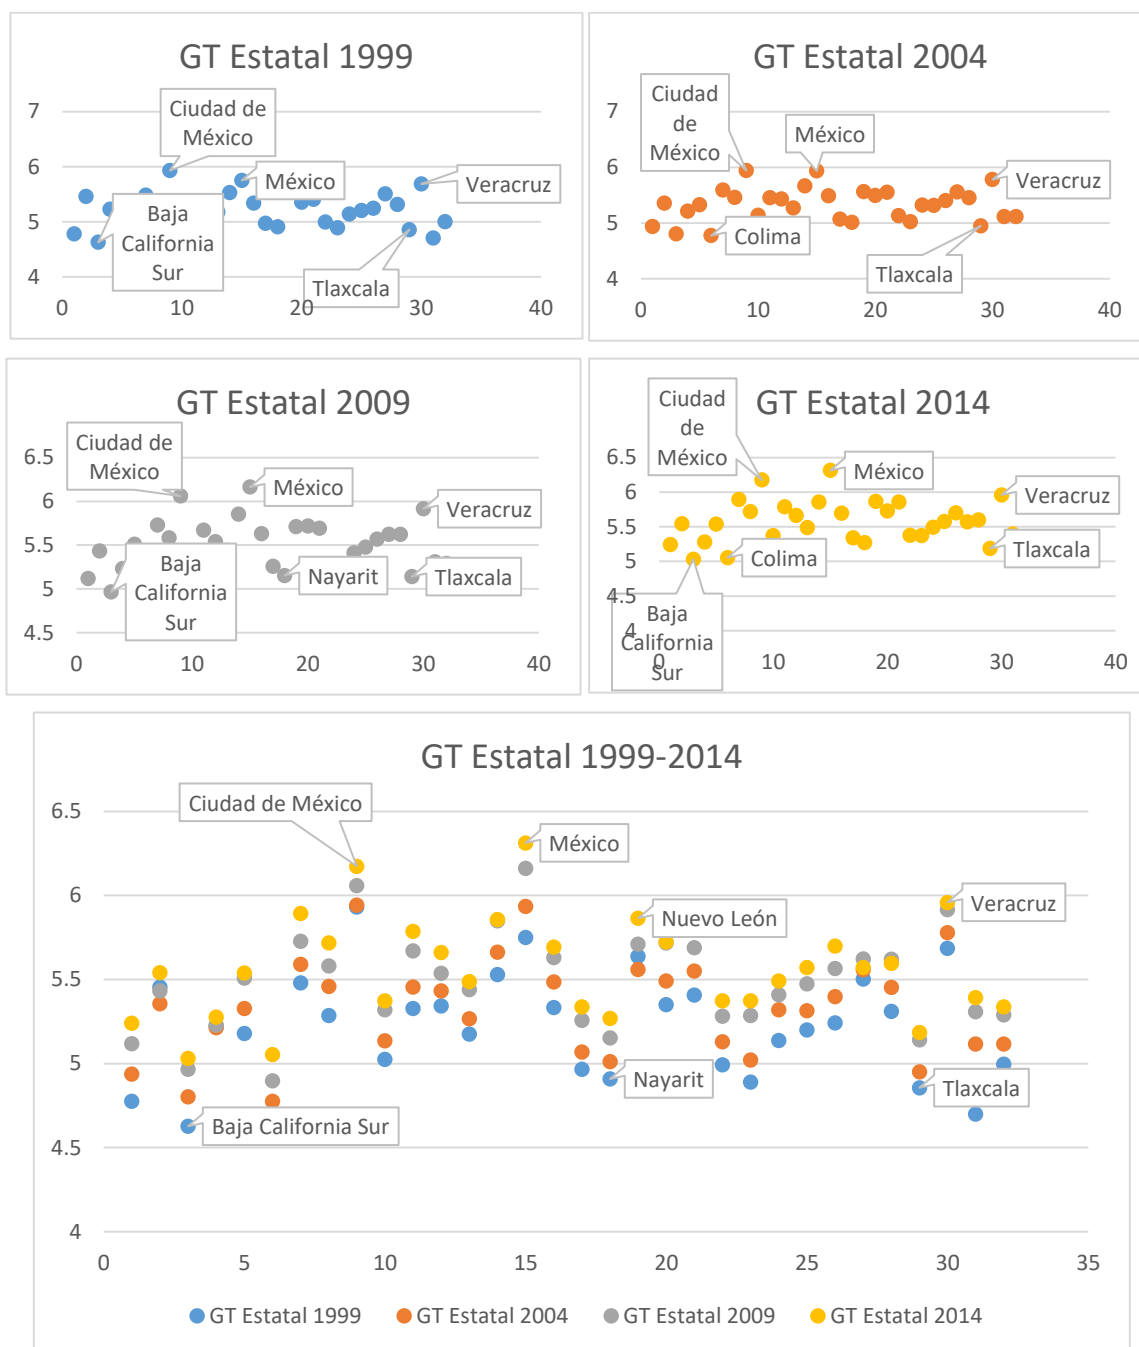 GT Estatal 1999
Ciudad de
México
México
Veracruz
Baja
California
Sur
Tlaxcala
7
6
5
4
0 10 20 30 40
GT Estatal 2004
Ciudad
de
México
México
Veracruz
Colima
Tlaxcala
7
6
5
4
0 10 20 30 40
GT Estatal 2009
Ciudad de
México
México
Veracruz
Baja
California
Sur
Nayarit
Tlaxcala
6.5
6
5.5
5
4.5
0 10 20 30 40
GT Estatal 2014
Ciudad
de
México
México
Veracruz
Colima
Tlaxcala
Baja
California
Sur
6.5
6
5.5
5
4.5
4
0 10 20 30 40
GT Estatal 1999-2014
Ciudad de México
México
Nuevo León
Veracruz
Nayarit
Tlaxcala
Baja California Sur
6.5
6
5.5
5
4.5
4
0 5 10 15 20 25 30 35
GT Estatal 1999 GT Estatal 2004 GT Estatal 2009 GT Estatal 2014